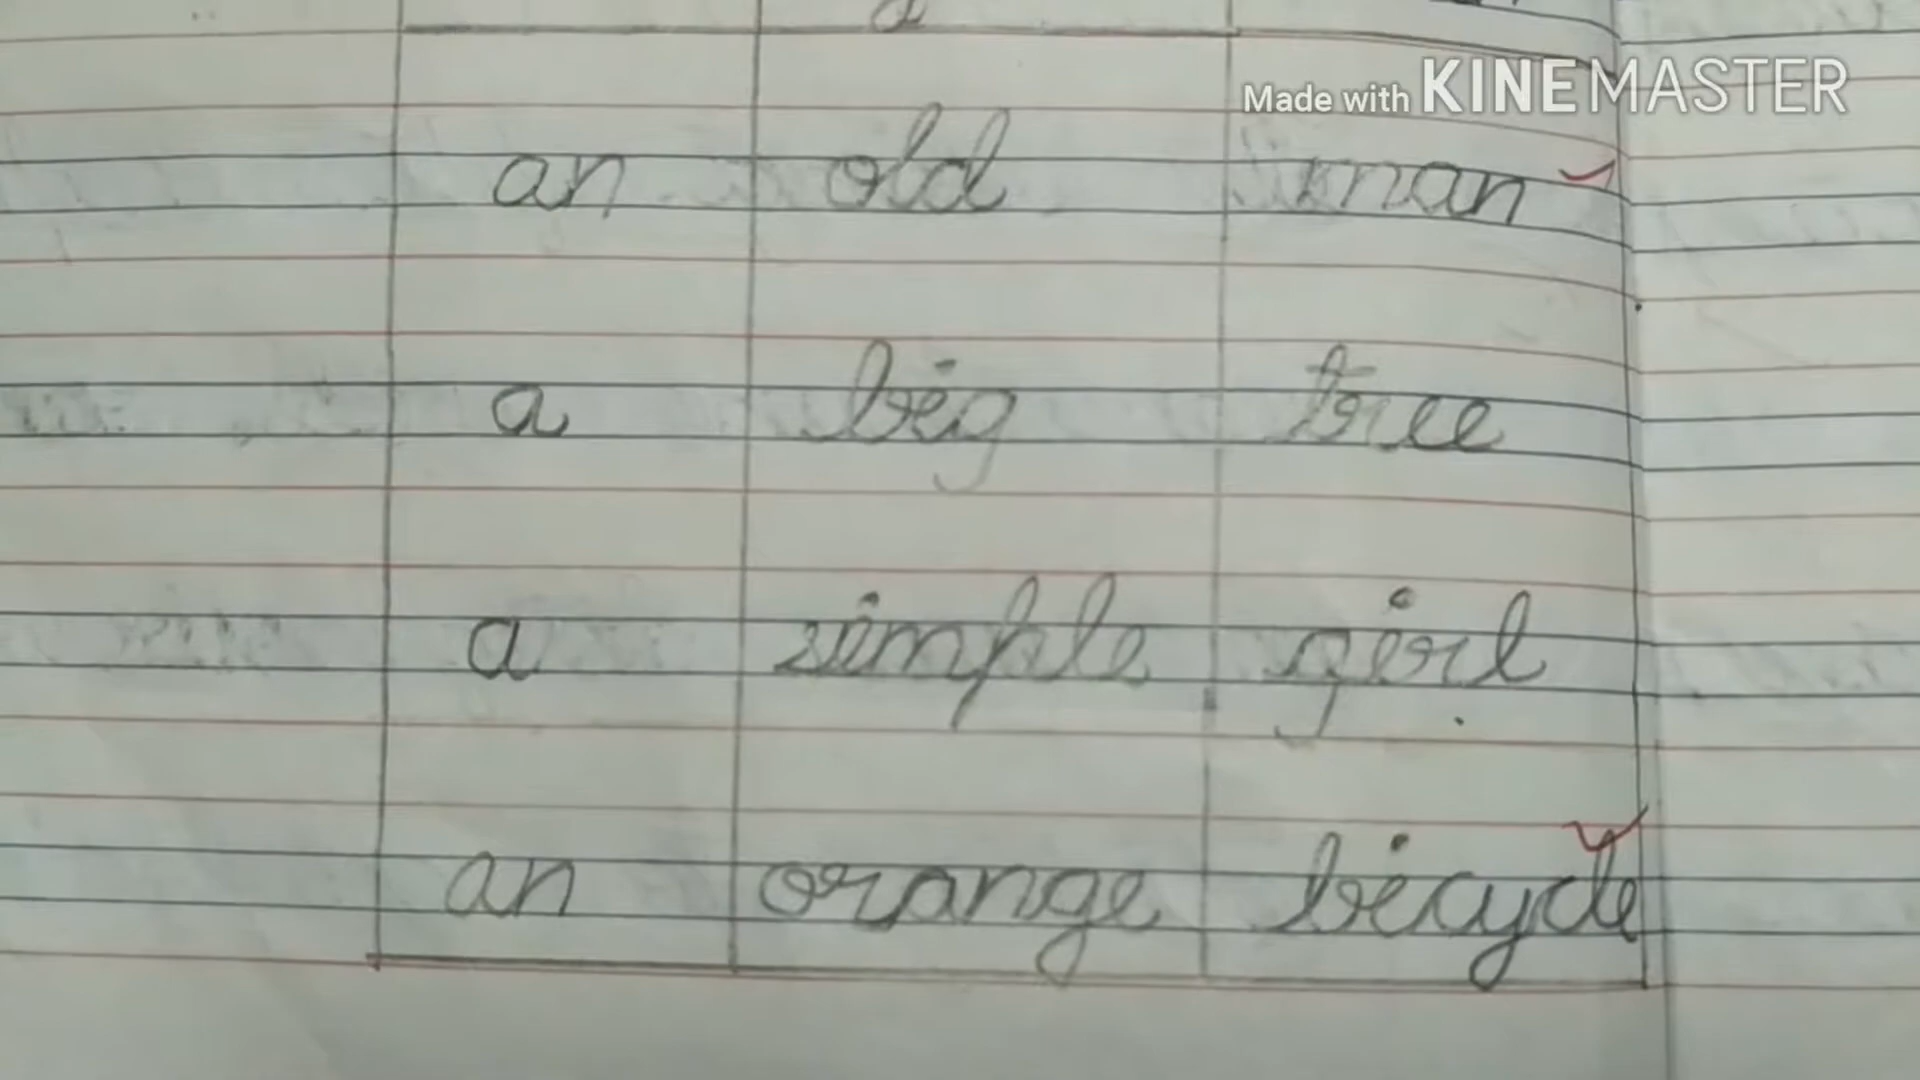 Made with KINEMASTER
an old man
a big tree
a simple girl
an orange bicycle